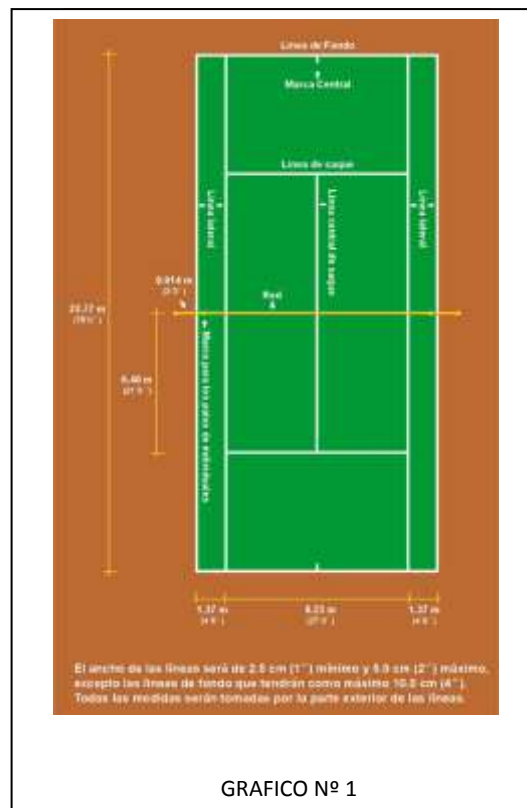 Línea de Fondo
Marca Central
Línea de saque
Línea lateral
Línea central de saque
Línea lateral
0.914 m
(3' 0")
Red
23.77 m
6.40 m
(21' 0")
Marca para los palos de individuales
1.37 m
(4' 6")
8.23 m
(27' 0")
1.37 m
(4' 6")
El ancho de las líneas será de 2.5 cm (1") mínimo y 5.0 cm (2") máximo,
excepto las líneas de fondo que tendrán como máximo 10.0 cm (4").
Todas las medidas serán tomadas por la parte exterior de las líneas.
GRAFICO Nº 1